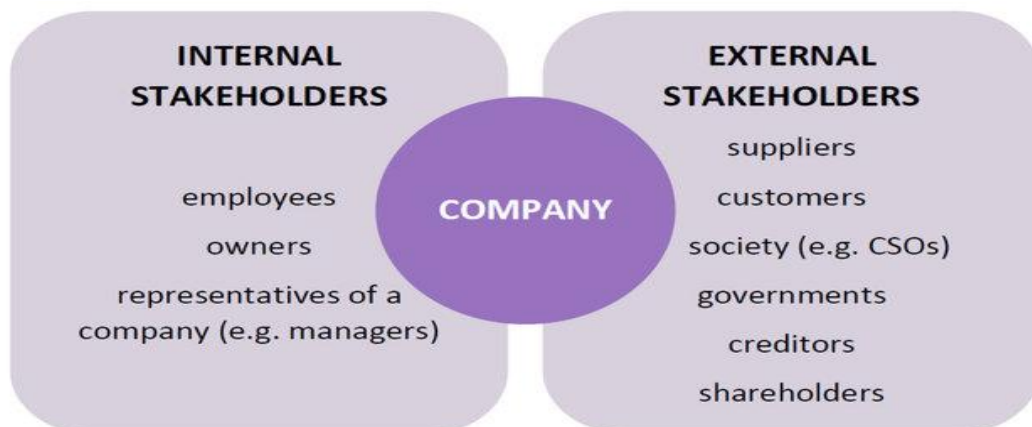 INTERNAL
STAKEHOLDERS
employees
owners
representatives of a
company (e.g. managers)
COMPANY
EXTERNAL
STAKEHOLDERS
suppliers
customers
society (e.g. CSOs)
governments
creditors
shareholders